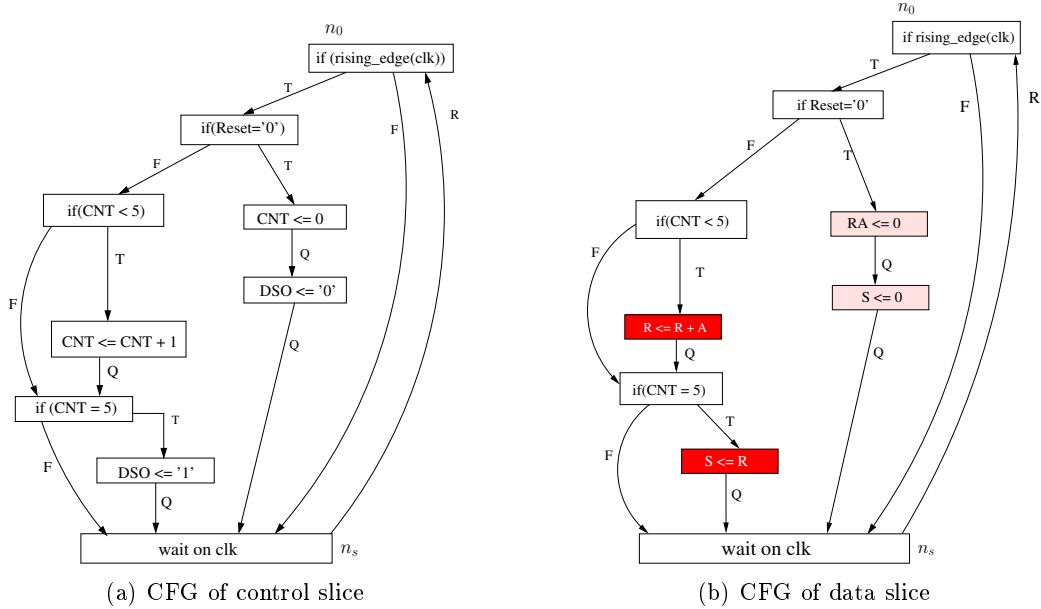 n0
if (rising_edge(clk))
T
F
R
if(Reset='0')
F
T
if(CNT < 5)
CNT <= 0
F
T
Q
DSO <= '0'
CNT <= CNT + 1
Q
Q
if (CNT = 5)
T
F
DSO <= '1'
Q
wait on clk
ns
(a) CFG of control slice
n0
if rising_edge(clk)
T
F
R
if Reset='0'
F
T
if(CNT < 5)
RA <= 0
F
T
Q
S <= 0
R <= R + A
Q
Q
if(CNT = 5)
T
F
S <= R
Q
wait on clk
ns
(b) CFG of data slice